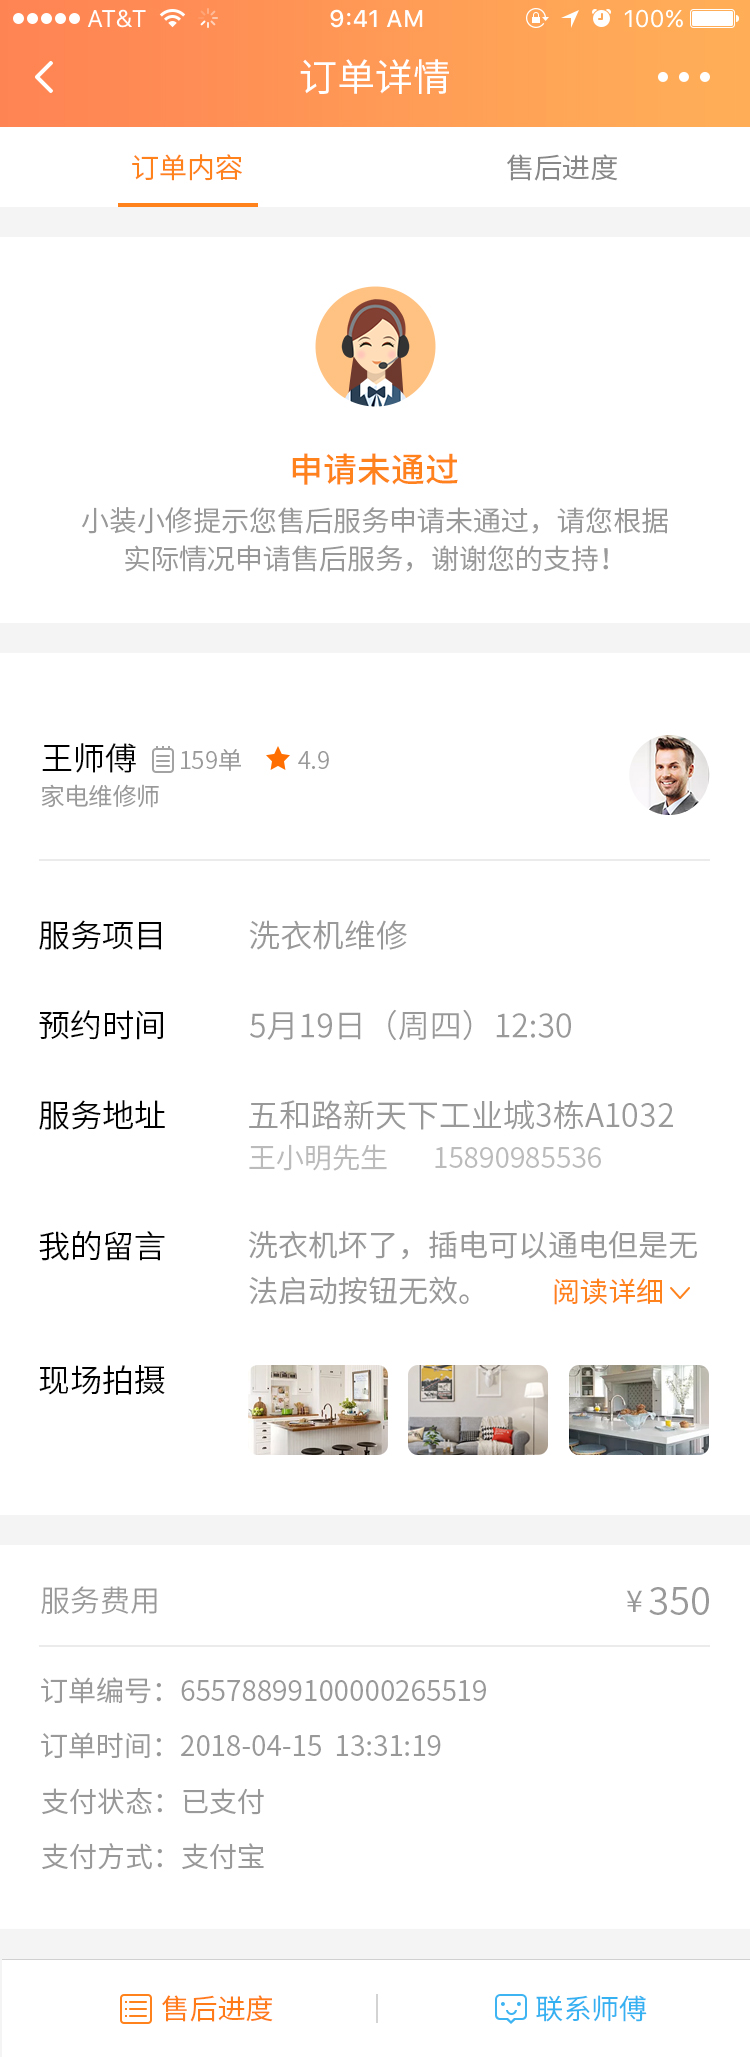 AT&T 9:41 AM 100%
订单详情
订单内容 售后进度
申请未通过
小装小修提示您售后服务申请未通过，请您根据
实际情况申请售后服务，谢谢您的支持！
王师傅 159单 4.9
家电维修师
服务项目 洗衣机维修
预约时间 5月19日（周四）12:30
服务地址 五和路新天下工业城3栋A1032
王小明先生 15890985536
我的留言 洗衣机坏了，插电可以通电但是无
法启动按钮无效。 阅读详细
现场拍摄
服务费用 ¥350
订单编号：65578899100000265519
订单时间：2018-04-15 13:31:19
支付状态：已支付
支付方式：支付宝
售后进度 联系师傅